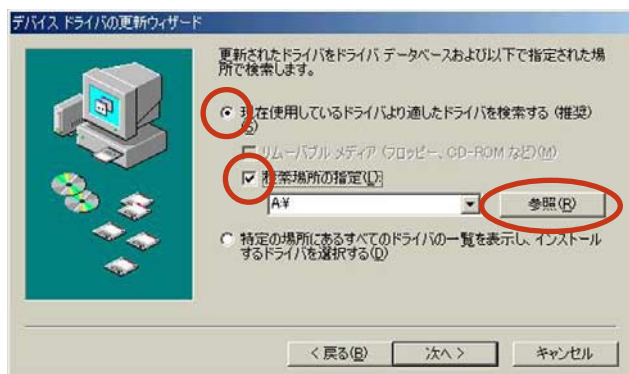 デバイス ドライバの更新ウィザード
更新されたドライバをドライバ データベースおよび以下で指定された場
所で検索します。
現在使用しているドライバより適したドライバを検索する (推奨)
(S)
リムーバブル メディア (フロッピー、CD-ROM など)(M)
検索場所の指定(L):
A:¥
参照(R)
特定の場所にあるすべてのドライバの一覧を表示し、インストール
するドライバを選択する(D)
< 戻る(B)
次へ >
キャンセル